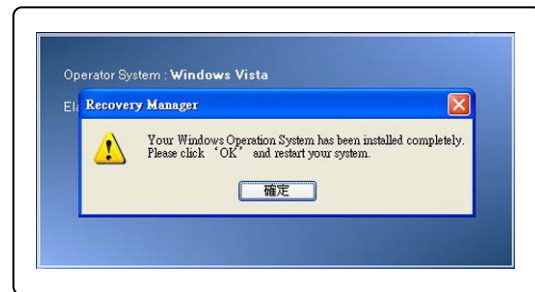 Operator System : Windows Vista
Ela
Recovery Manager
Your Windows Operation System has been installed completely.
Please click ‘OK’ and restart your system.
確定